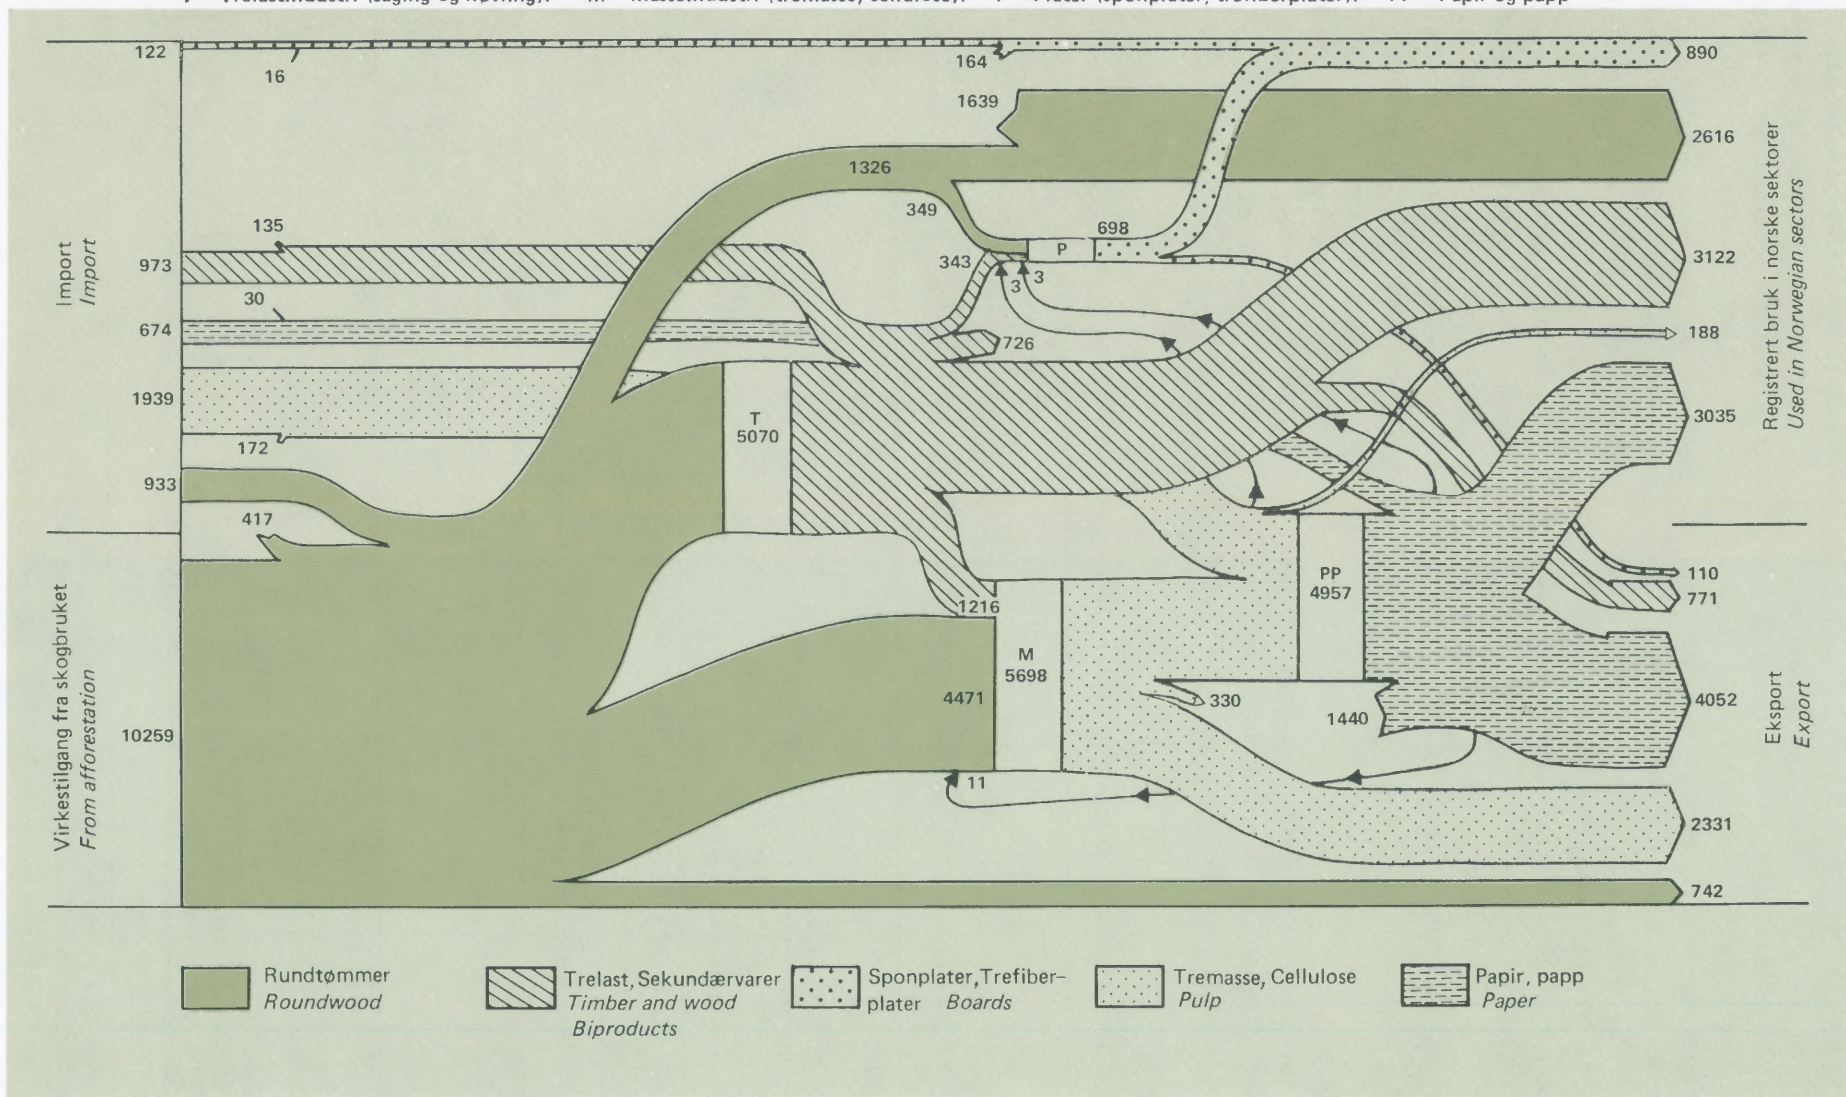 122
16
164
890
1639
2616
1326
349
698
P
343
3
3
135
973
30
674
726
3122
188
1939
172
T
5070
3035
933
417
PP
4957
110
771
1216
M
5698
4471
330
1440
4052
10259
11
2331
742
Import
Import
Virkestilgang fra skogbruket
From afforestation
Registrert bruk i norske sektorer
Used in Norwegian sectors
Eksport
Export
Rundtømmer
Roundwood
Trelast, Sekundærvarer
Timber and wood
Biproducts
Sponplater, Trefiber-
plater Boards
Tremasse, Cellulose
Pulp
Papir, papp
Paper